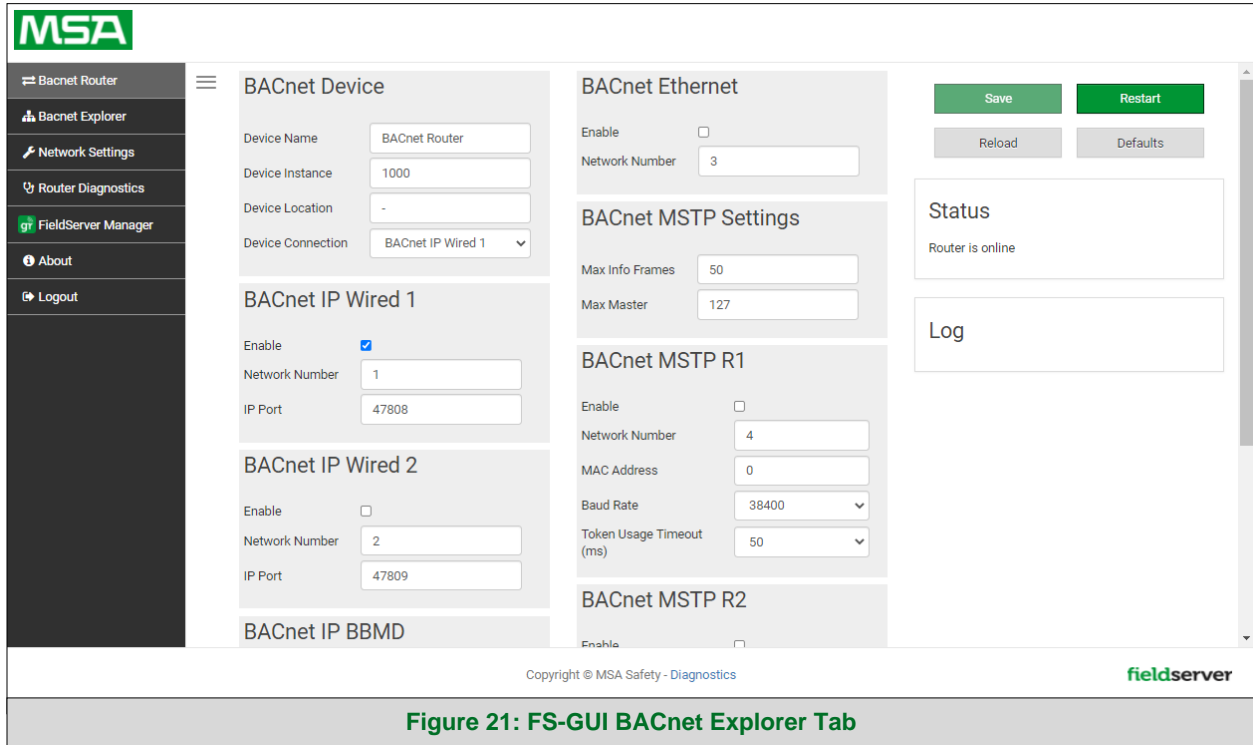 MSA
Bacnet Router
Bacnet Explorer
Network Settings
Router Diagnostics
gr FieldServer Manager
About
Logout
BACnet Device
Device Name BACnet Router
Device Instance 1000
Device Location -
Device Connection BACnet IP Wired 1
BACnet IP Wired 1
Enable
Network Number 1
IP Port 47808
BACnet IP Wired 2
Enable
Network Number 2
IP Port 47809
BACnet IP BBMD
BACnet Ethernet
Enable
Network Number 3
BACnet MSTP Settings
Max Info Frames 50
Max Master 127
BACnet MSTP R1
Enable
Network Number 4
MAC Address 0
Baud Rate 38400
Token Usage Timeout
(ms) 50
BACnet MSTP R2
Enable
Save Restart
Reload Defaults
Status
Router is online
Log
Copyright © MSA Safety - Diagnostics
fieldserver
Figure 21: FS-GUI BACnet Explorer Tab